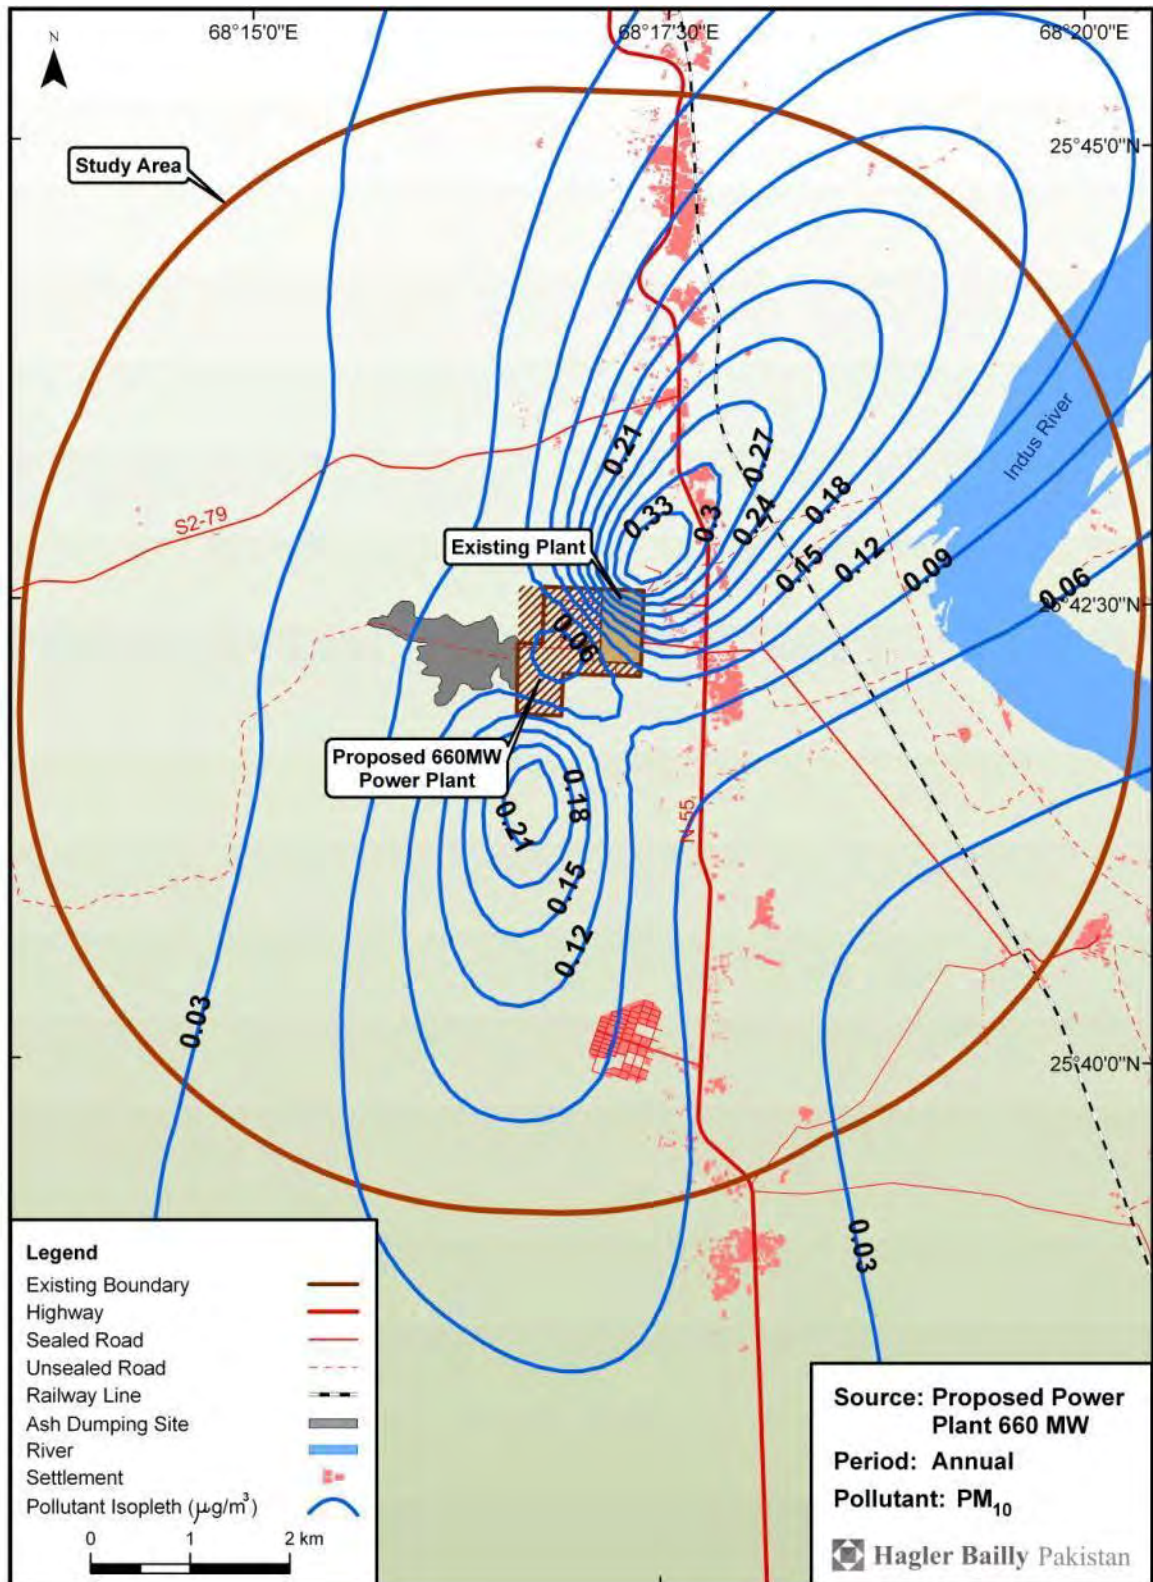 68°15'0"E
68°17'30"E
68°20'0"E
N
25°45'0"N
Study Area
Indus River
0.21
0.27
0.18
S2-79
0.33
0.3
0.24
Existing Plant
0.15
0.12
0.09
0.06
25°42'30"N
0.06
Proposed 660MW
Power Plant
0.18
0.21
N-55
0.15
0.12
0.03
25°40'0"N
0.03
Legend
Existing Boundary
Highway
Sealed Road
Unsealed Road
Railway Line
Ash Dumping Site
River
Settlement
Pollutant Isopleth (µg/m³)
0 1 2 km
Source: Proposed Power
Plant 660 MW
Period: Annual
Pollutant: PM₁₀
Hagler Bailly Pakistan